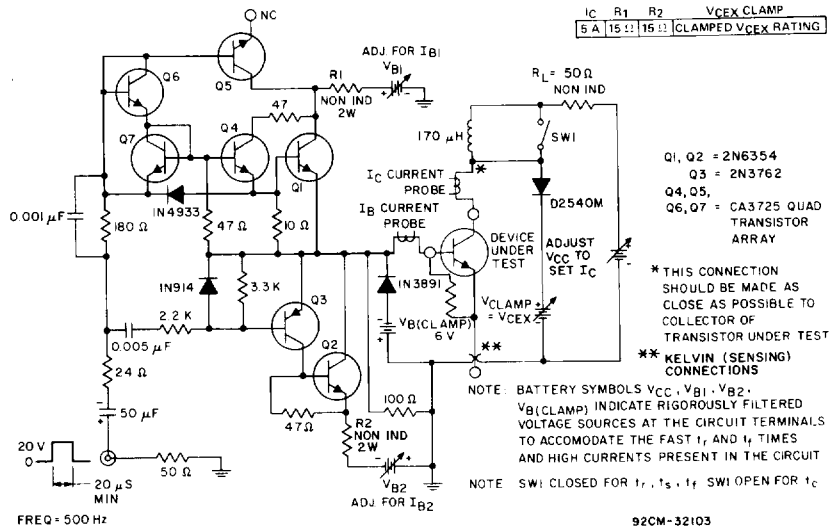 IC R1 R2 VCEX CLAMP
5 A 15 Ω 15 Ω CLAMPED VCEX RATING
NC
ADJ. FOR IB1
VB1
+ -
Q6
Q5
R1
NON IND
2W
RL = 50 Ω
NON IND
47
170 μH
SW1
Q7
Q4
Q1
IC CURRENT
PROBE
*
Q1, Q2 = 2N6354
Q3 = 2N3762
Q4, Q5,
Q6, Q7 = CA3725 QUAD
TRANSISTOR
ARRAY
1N4933
D2540M
0.001 μF
180 Ω
47 Ω
10 Ω
IB CURRENT
PROBE
DEVICE
UNDER
TEST
ADJUST
VCC TO
SET IC
+
-
* THIS CONNECTION
SHOULD BE MADE AS
CLOSE AS POSSIBLE TO
COLLECTOR OF
TRANSISTOR UNDER TEST
1N914
3.3 K
Q3
1N3891
VCLAMP
= VCEX
+
-
2.2 K
0.005 μF
Q2
VB(CLAMP)
6 V
-
+
**
** KELVIN (SENSING)
CONNECTIONS
24 Ω
47 Ω
100 Ω
NOTE: BATTERY SYMBOLS VCC, VB1, VB2,
VB(CLAMP) INDICATE RIGOROUSLY FILTERED
VOLTAGE SOURCES AT THE CIRCUIT TERMINALS
TO ACCOMODATE THE FAST tr AND tf TIMES
AND HIGH CURRENTS PRESENT IN THE CIRCUIT
50 μF
-
+
R2
NON IND
2W
20 V
0
20 μS
MIN
50 Ω
- +
VB2
ADJ. FOR IB2
NOTE SW1 CLOSED FOR tr, ts, tf SW1 OPEN FOR tc
FREQ = 500 Hz
92CM-32103